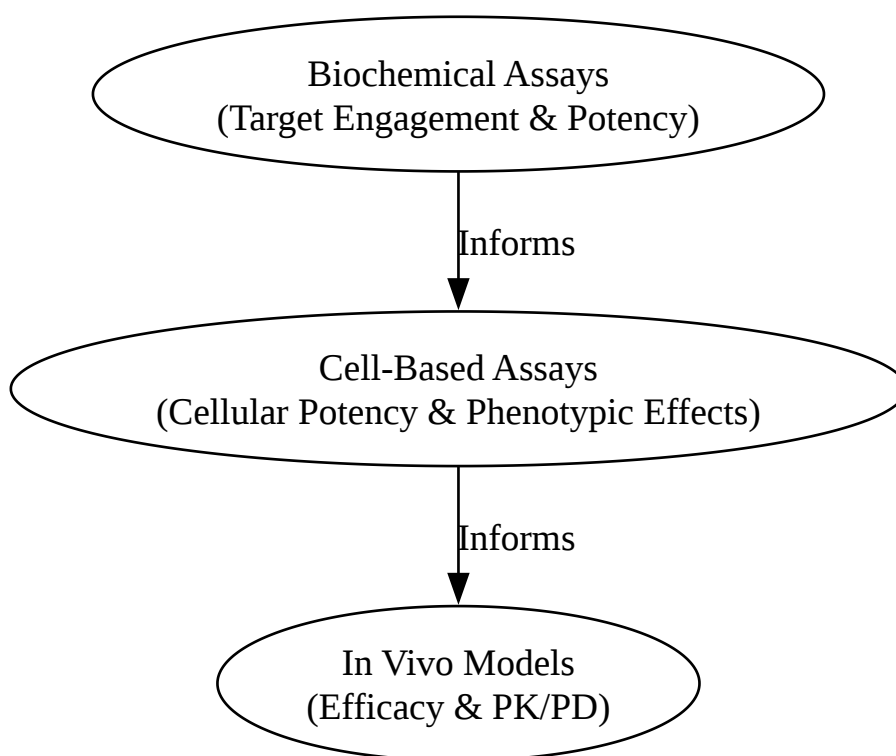 Biochemical Assays
(Target Engagement & Potency)
Informs
Cell-Based Assays
(Cellular Potency & Phenotypic Effects)
Informs
In Vivo Models
(Efficacy & PK/PD)